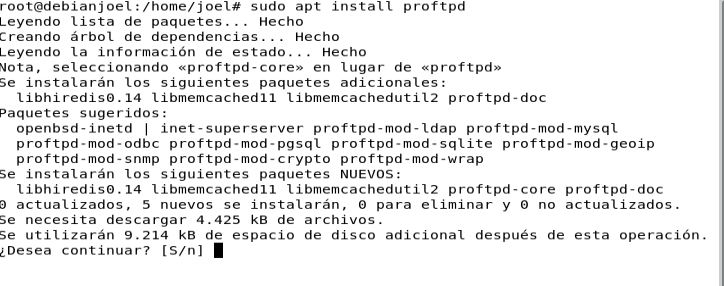 root@debianjoel:/home/joel# sudo apt install proftpd
Leyendo lista de paquetes... Hecho
Creando árbol de dependencias... Hecho
Leyendo la información de estado... Hecho
Nota, seleccionando «proftpd-core» en lugar de «proftpd»
Se instalarán los siguientes paquetes adicionales:
  libhiredis0.14 libmemcached11 libmemcachedutil2 proftpd-doc
Paquetes sugeridos:
  openbsd-inetd | inet-superserver proftpd-mod-ldap proftpd-mod-mysql
  proftpd-mod-odbc proftpd-mod-pgsql proftpd-mod-sqlite proftpd-mod-geoip
  proftpd-mod-snmp proftpd-mod-crypto proftpd-mod-wrap
Se instalarán los siguientes paquetes NUEVOS:
  libhiredis0.14 libmemcached11 libmemcachedutil2 proftpd-core proftpd-doc
0 actualizados, 5 nuevos se instalarán, 0 para eliminar y 0 no actualizados.
Se necesita descargar 4.425 kB de archivos.
Se utilizarán 9.214 kB de espacio de disco adicional después de esta operación.
¿Desea continuar? [S/n]